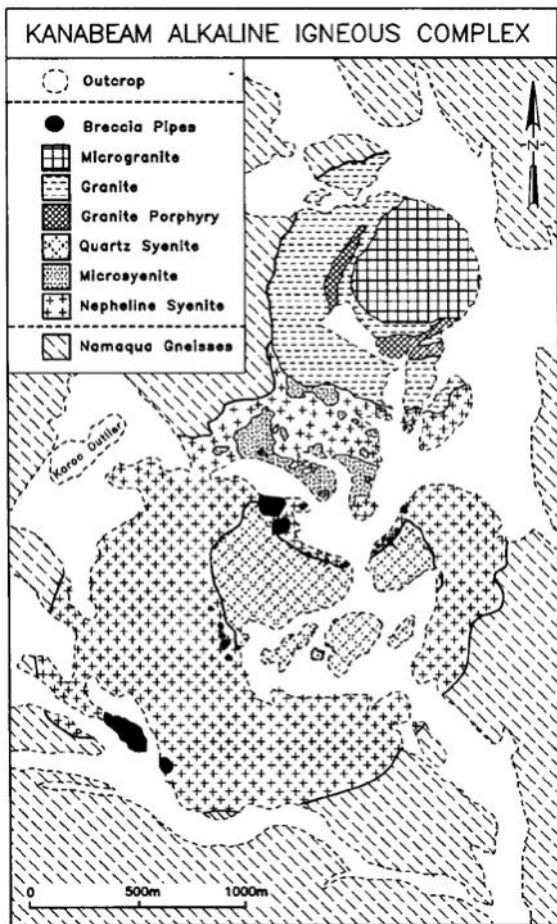 KANABEAM ALKALINE IGNEOUS COMPLEX
Outcrop
Breccia Pipes
Microgranite
Granite
Granite Porphyry
Quartz Syenite
Microsyenite
Nepheline Syenite
Namaqua Gneisses
N
Karoo Outlier
0 500m 1000m